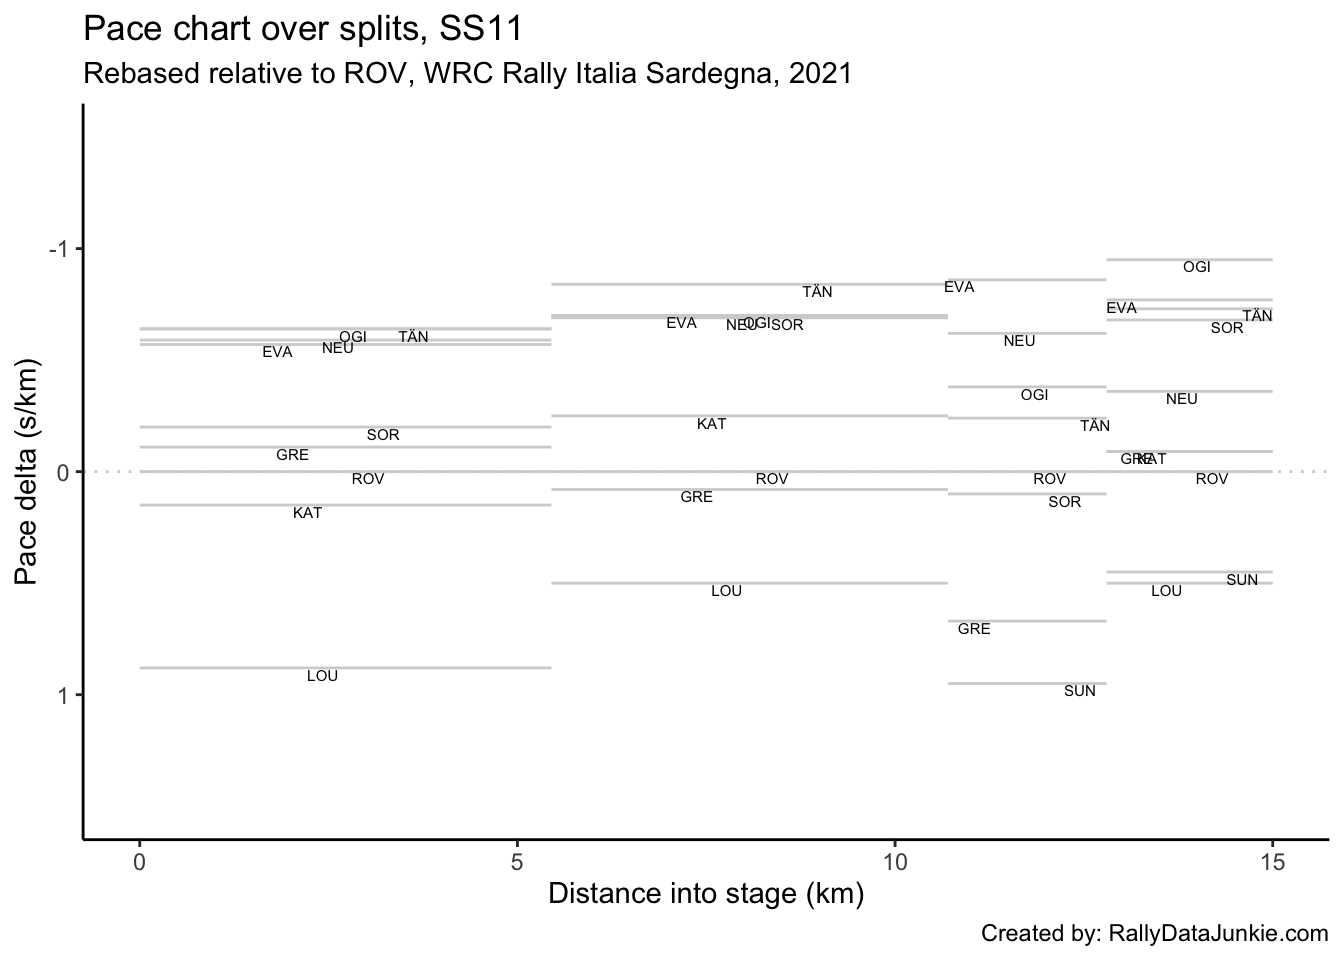 Pace chart over splits, SS11
Rebased relative to ROV, WRC Rally Italia Sardegna, 2021
Pace delta (s/km)
-1
0
1
EVA
NEU
OGI
TÄN
SOR
GRE
ROV
KAT
LOU
TÄN
EVA
NEU
OGI
SOR
KAT
ROV
GRE
LOU
EVA
NEU
OGI
TÄN
ROV
SOR
GRE
SUN
OGI
EVA
TÄN
SOR
NEU
GRE
KAT
ROV
SUN
LOU
0
5
10
15
Distance into stage (km)
Created by: RallyDataJunkie.com